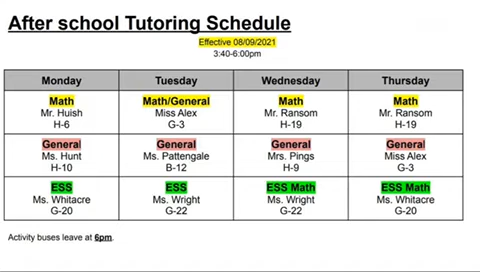 After school Tutoring Schedule
Effective 08/09/2021
3:40-6:00pm
Monday Tuesday Wednesday Thursday
Math Math/General Math Math
Mr. Huish Miss Alex Mr. Ransom Mr. Ransom
H-6 G-3 H-19 H-19
General General General General
Ms. Hunt Ms. Pattengale Mrs. Pings Miss Alex
H-10 B-12 H-9 G-3
ESS ESS ESS Math ESS Math
Ms. Whitacre Ms. Wright Ms. Wright Ms. Whitacre
G-20 G-22 G-22 G-20
Activity buses leave at 6pm.